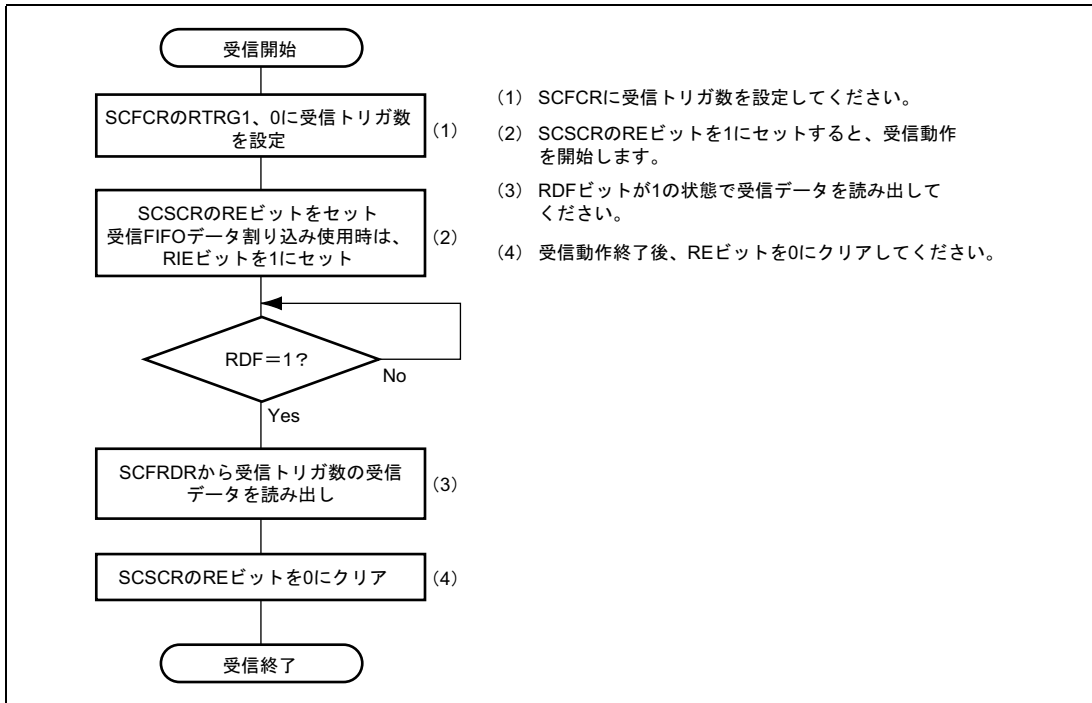 受信開始
SCFCRのRTRG1、0に受信トリガ数
を設定
(1)
SCSCRのREビットをセット
受信FIFOデータ割り込み使用時は、
RIEビットを1にセット
(2)
RDF=1?
No
Yes
SCFRDRから受信トリガ数の受信
データを読み出し
(3)
SCSCRのREビットを0にクリア
(4)
受信終了
(1) SCFCRに受信トリガ数を設定してください。
(2) SCSCRのREビットを1にセットすると、受信動作
を開始します。
(3) RDFビットが1の状態で受信データを読み出して
ください。
(4) 受信動作終了後、REビットを0にクリアしてください。